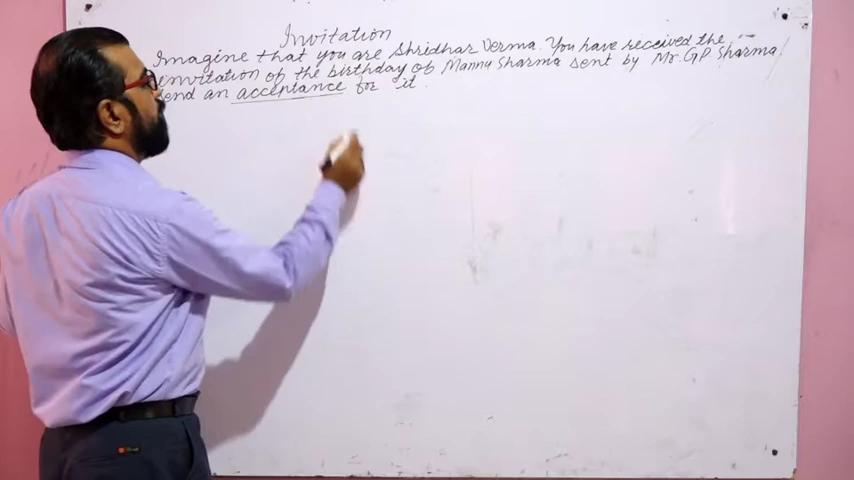 Invitation
Imagine that you are Shridhar Verma. You have received the
invitation of the birthday of Mannu Sharma sent by Mr. G.P Sharma.
send an acceptance for it.